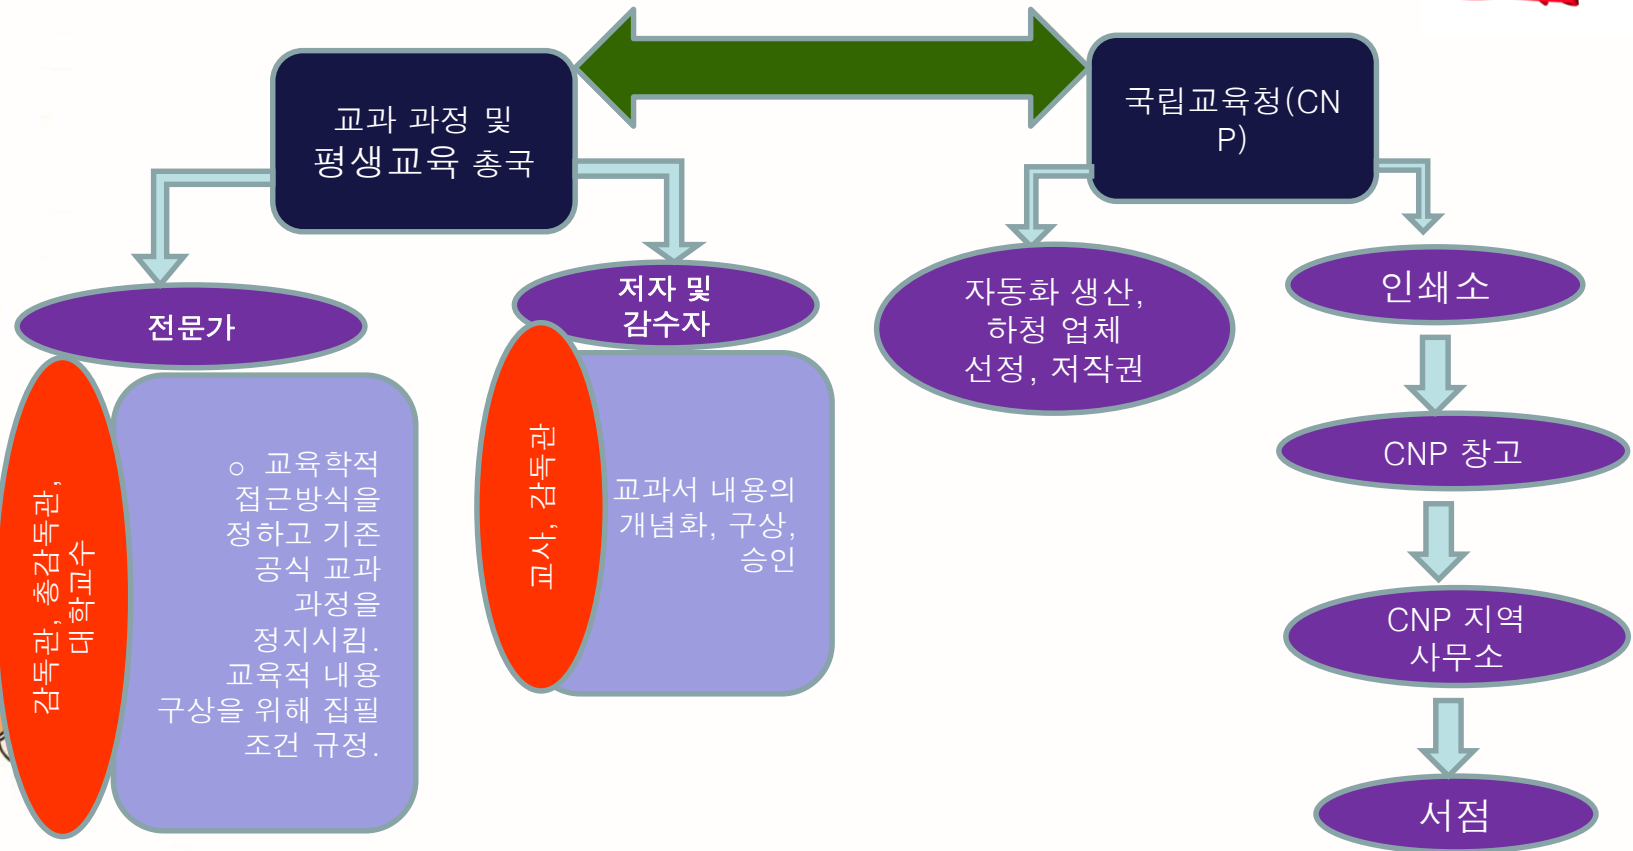 교과 과정 및
평생교육 총국
국립교육청(CN
P)
전문가
저자 및
감수자
자동화 생산,
하청 업체
선정, 저작권
인쇄소
감독관, 총감독관,
대학교수
○ 교육학적
접근방식을
정하고 기존
공식 교과
과정을
정지시킴.
교육적 내용
구상을 위해 집필
조건 규정.
교사, 감독관
교과서 내용의
개념화, 구상,
승인
CNP 창고
CNP 지역
사무소
서점